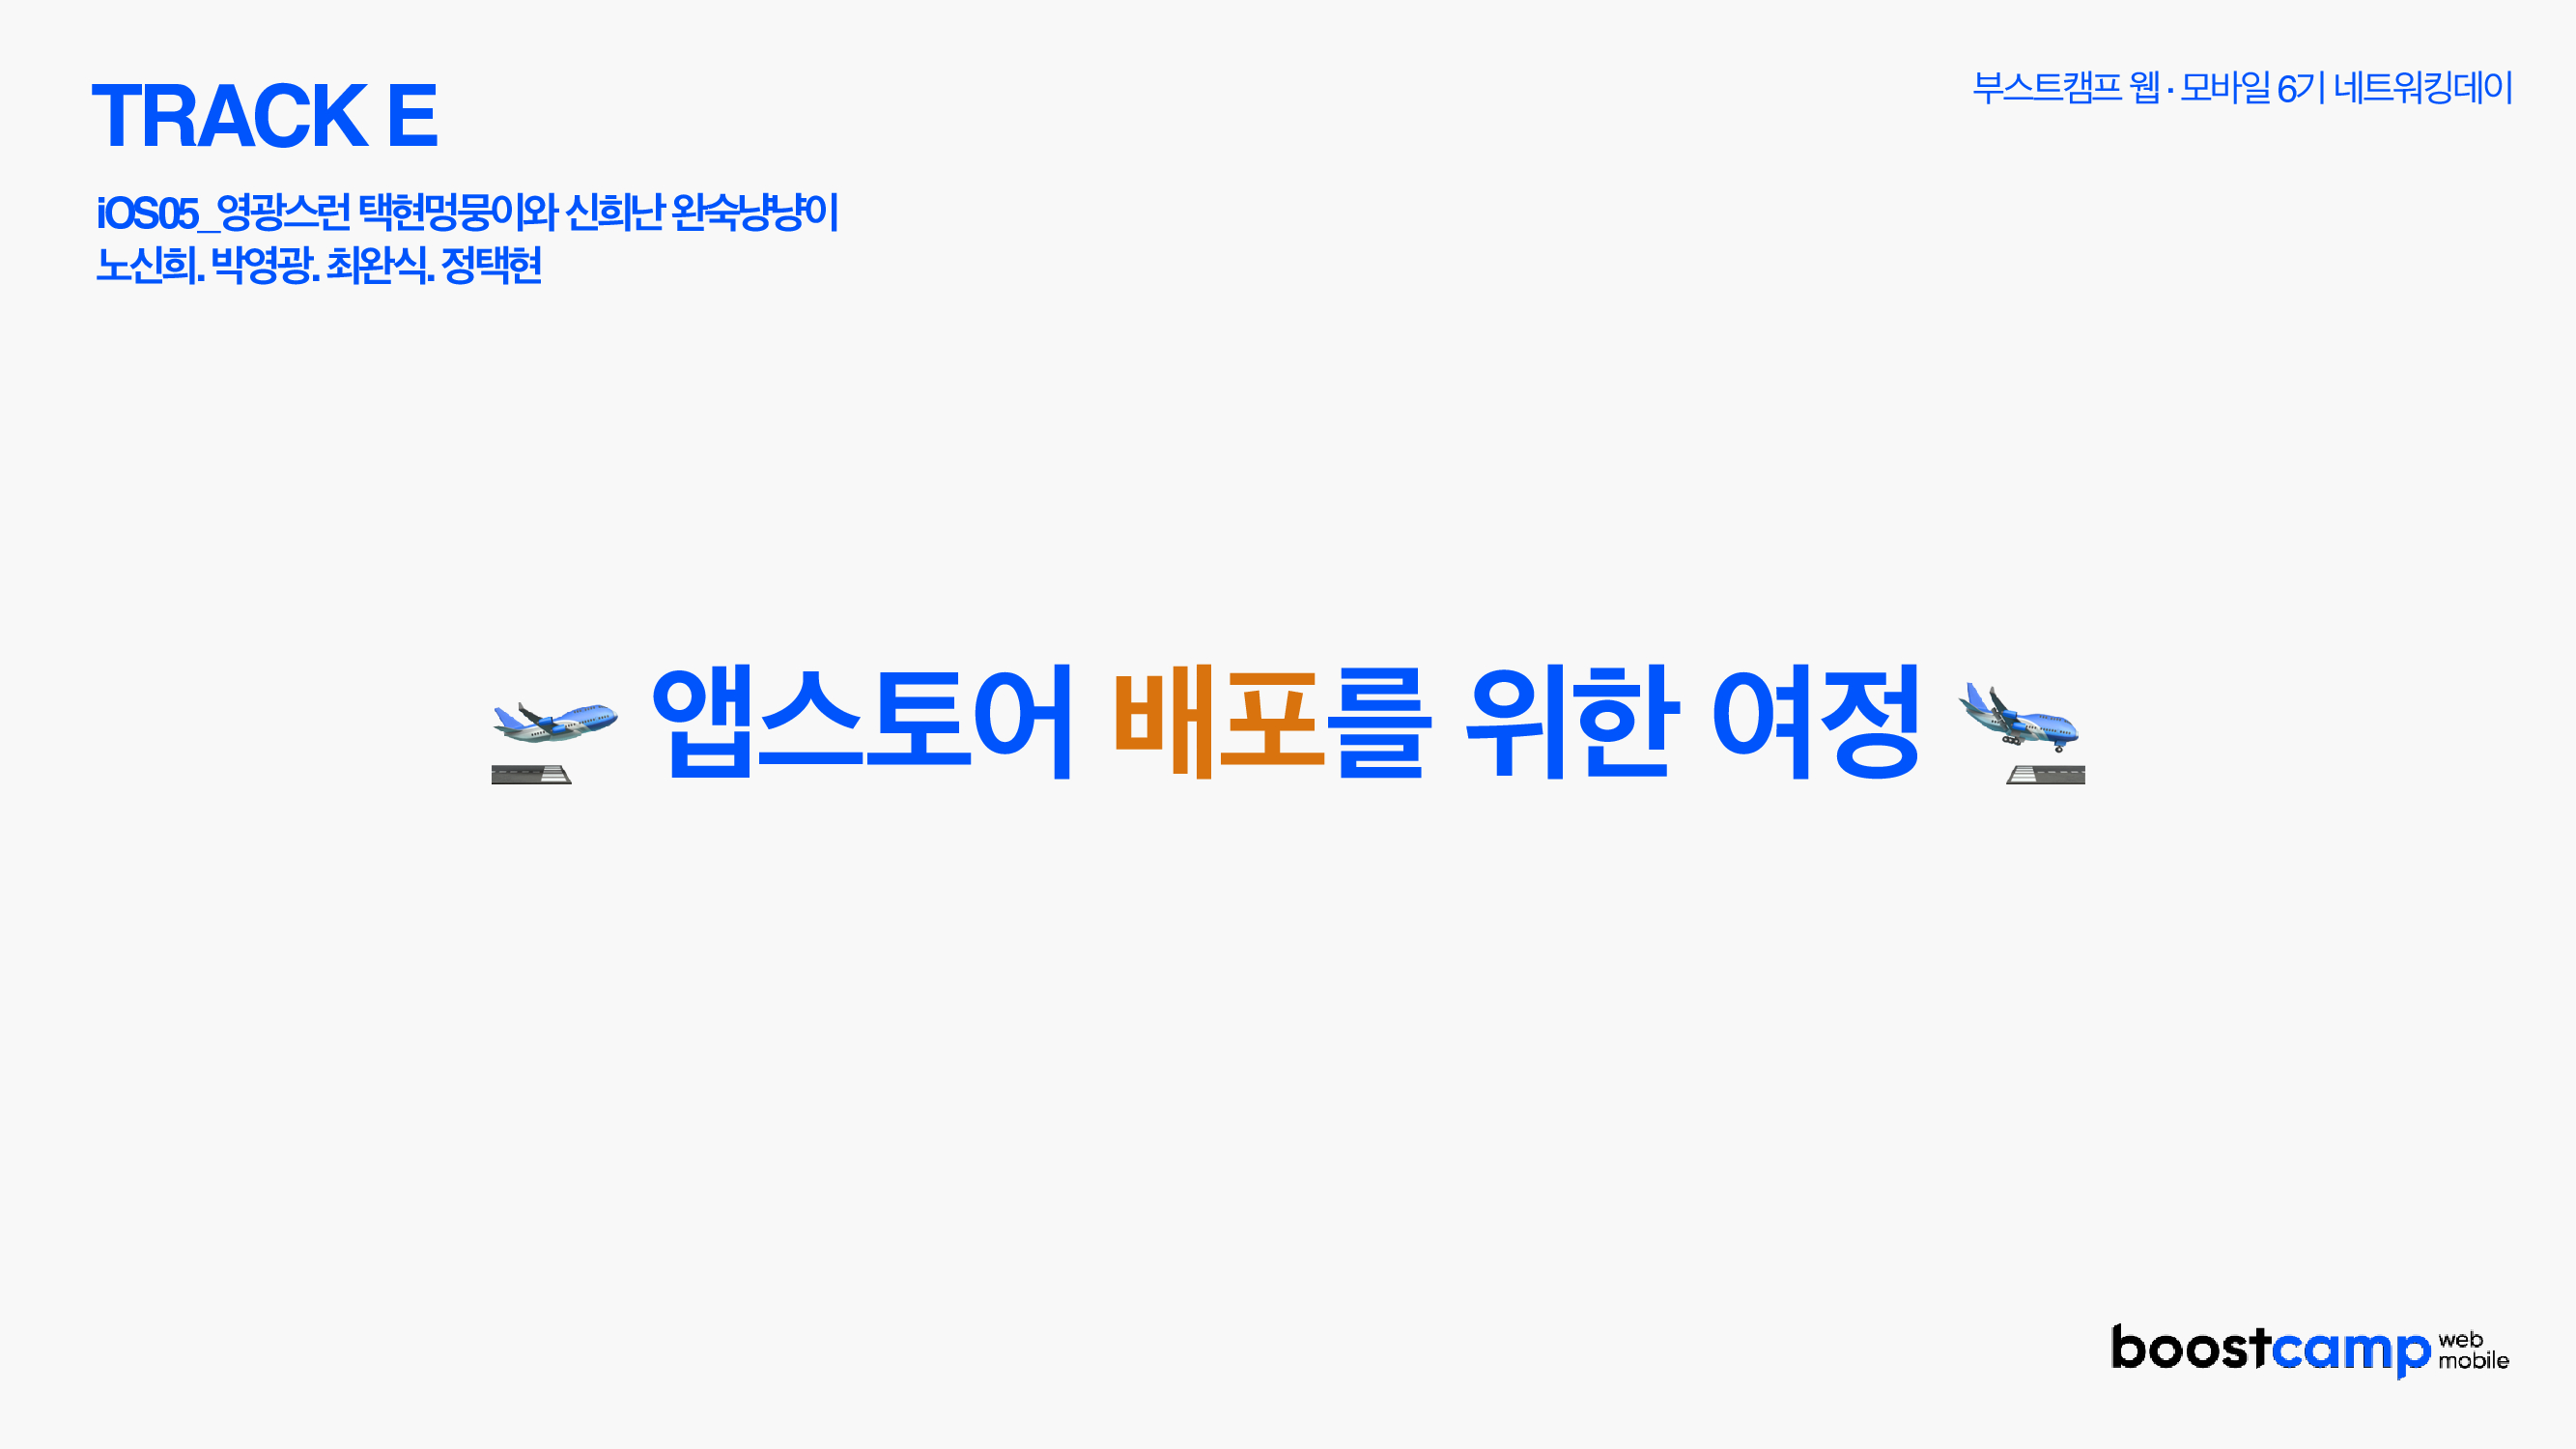 TRACK E
부스트캠프 웹·모바일 6기 네트워킹데이
iOS05_영광스런 택현멍뭉이와 신희난 완숙냥냥이
노신희. 박영광. 최완식. 정택현
🛫 앱스토어 배포를 위한 여정 🛬
boostcamp web mobile